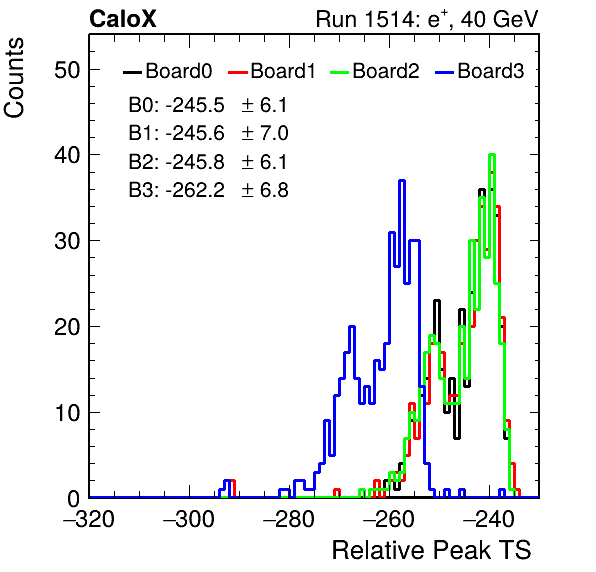 CaloX Run 1514: e⁺, 40 GeV
Counts
Board0 Board1 Board2 Board3
B0: -245.5 ± 6.1
B1: -245.6 ± 7.0
B2: -245.8 ± 6.1
B3: -262.2 ± 6.8
50
40
30
20
10
0
−320 −300 −280 −260 −240
Relative Peak TS